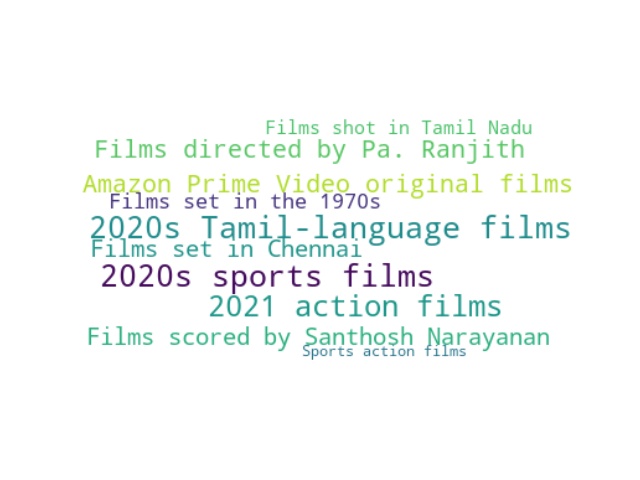 Films shot in Tamil Nadu
Films directed by Pa. Ranjith
Amazon Prime Video original films
Films set in the 1970s
2020s Tamil-language films
Films set in Chennai
2020s sports films
2021 action films
Films scored by Santhosh Narayanan
Sports action films